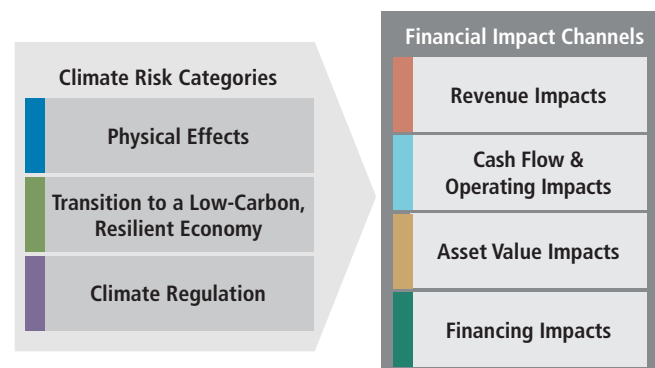 Climate Risk Categories
Physical Effects
Transition to a Low-Carbon,
Resilient Economy
Climate Regulation
Financial Impact Channels
Revenue Impacts
Cash Flow &
Operating Impacts
Asset Value Impacts
Financing Impacts